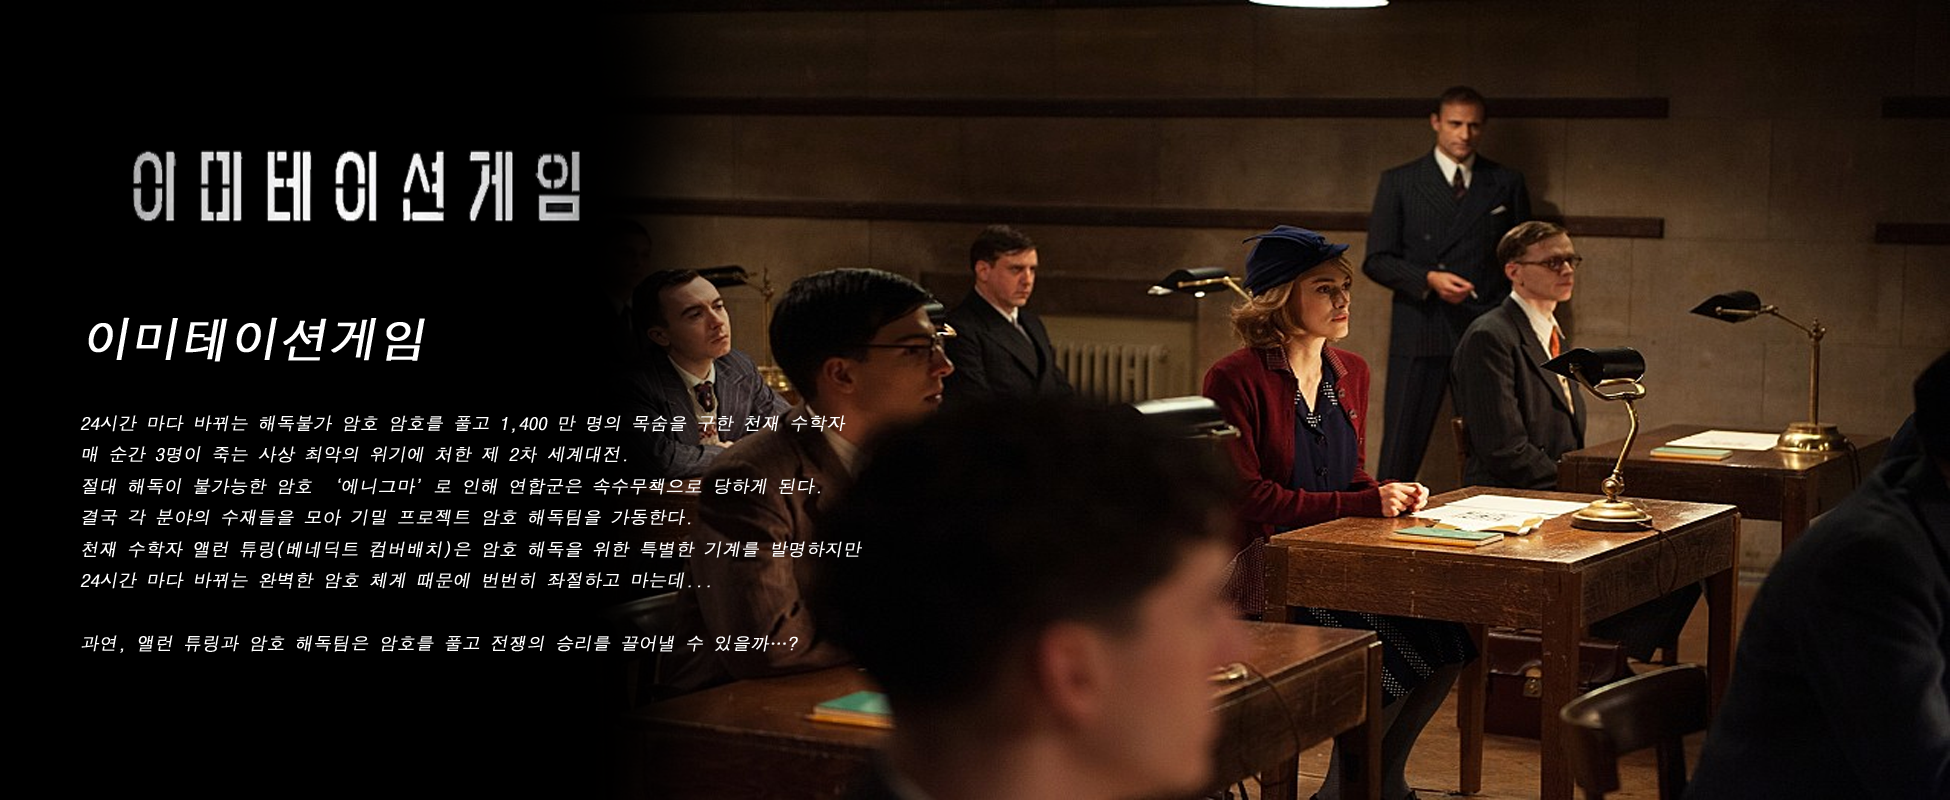 이미테이션게임
이미테이션게임
24시간 마다 바뀌는 해독불가 암호 암호를 풀고 1,400 만 명의 목숨을 구한 천재 수학자
매 순간 3명이 죽는 사상 최악의 위기에 처한 제 2차 세계대전.
절대 해독이 불가능한 암호 ‘에니그마’ 로 인해 연합군은 속수무책으로 당하게 된다.
결국 각 분야의 수재들을 모아 기밀 프로젝트 암호 해독팀을 가동한다.
천재 수학자 앨런 튜링(베네딕트 컴버배치)은 암호 해독을 위한 특별한 기계를 발명하지만
24시간 마다 바뀌는 완벽한 암호 체계 때문에 번번히 좌절하고 마는데...
과연, 앨런 튜링과 암호 해독팀은 암호를 풀고 전쟁의 승리를 끌어낼 수 있을까…?